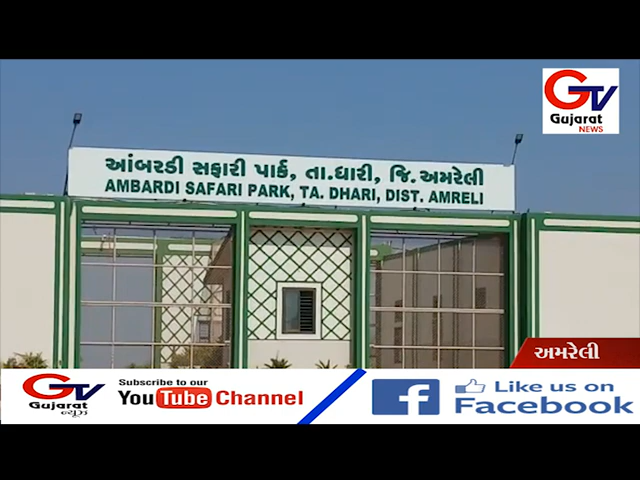 GTV
Gujarat
NEWS
આંબરડી સફારી પાર્ક, તા.ધારી, જિ.અમરેલી
AMBARDI SAFARI PARK, TA. DHARI, DIST. AMRELI
અમરેલી
GTV
Gujarat
ન્યૂઝ
SUBSCRIBE TO OUR
YouTube Channel
f
Like us on
Facebook